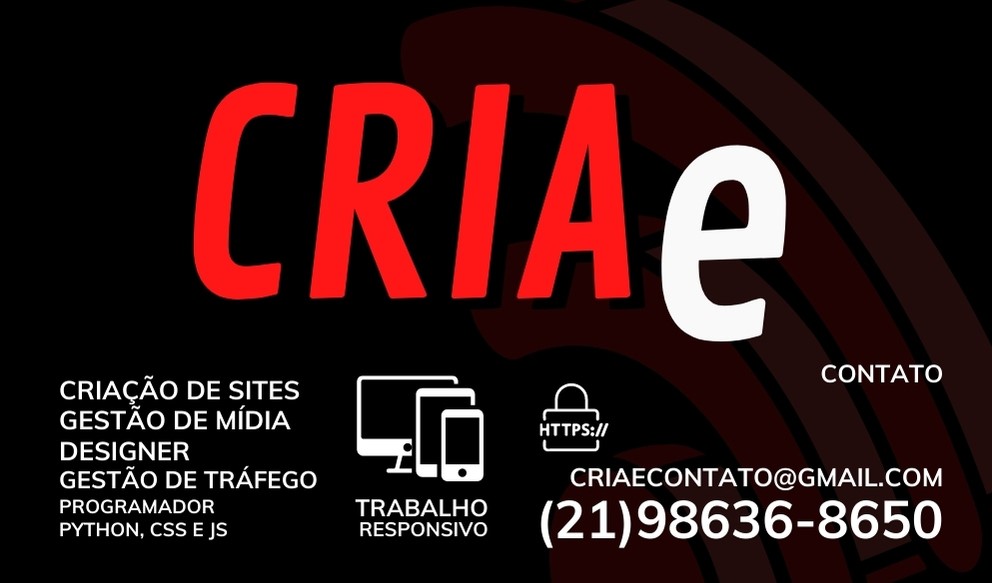 CRIAe
CRIAÇÃO DE SITES
GESTÃO DE MÍDIA
DESIGNER
GESTÃO DE TRÁFEGO
PROGRAMADOR
PYTHON, CSS E JS
TRABALHO
RESPONSIVO
HTTPS://
CONTATO
CRIAECONTATO@GMAIL.COM
(21)98636-8650